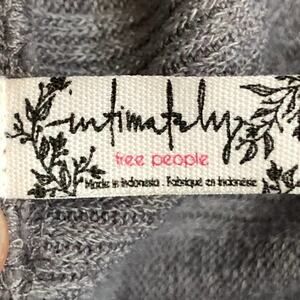 intimately
free people
Made in Indonesia . Fabriqué en Indonésie